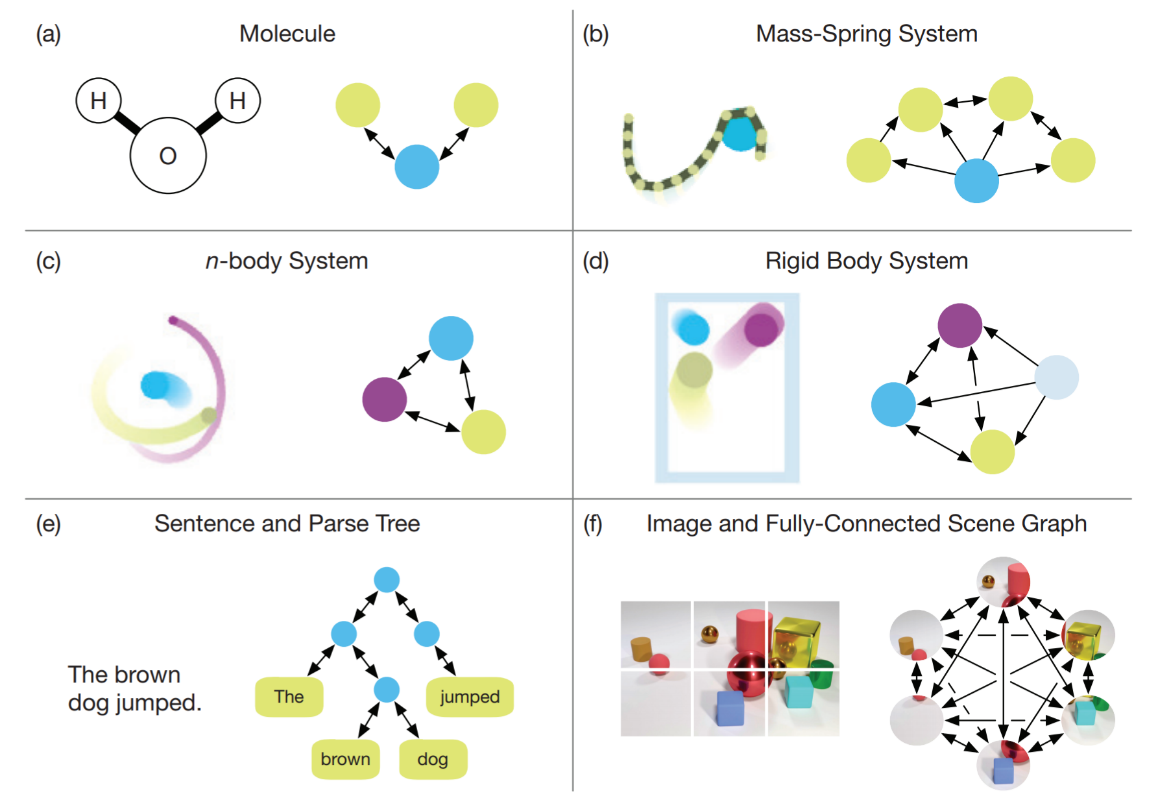 (a)
Molecule
H
H
O
(b)
Mass-Spring System
(c)
n-body System
(d)
Rigid Body System
(e)
Sentence and Parse Tree
The brown
dog jumped.
The
jumped
brown
dog
(f)
Image and Fully-Connected Scene Graph